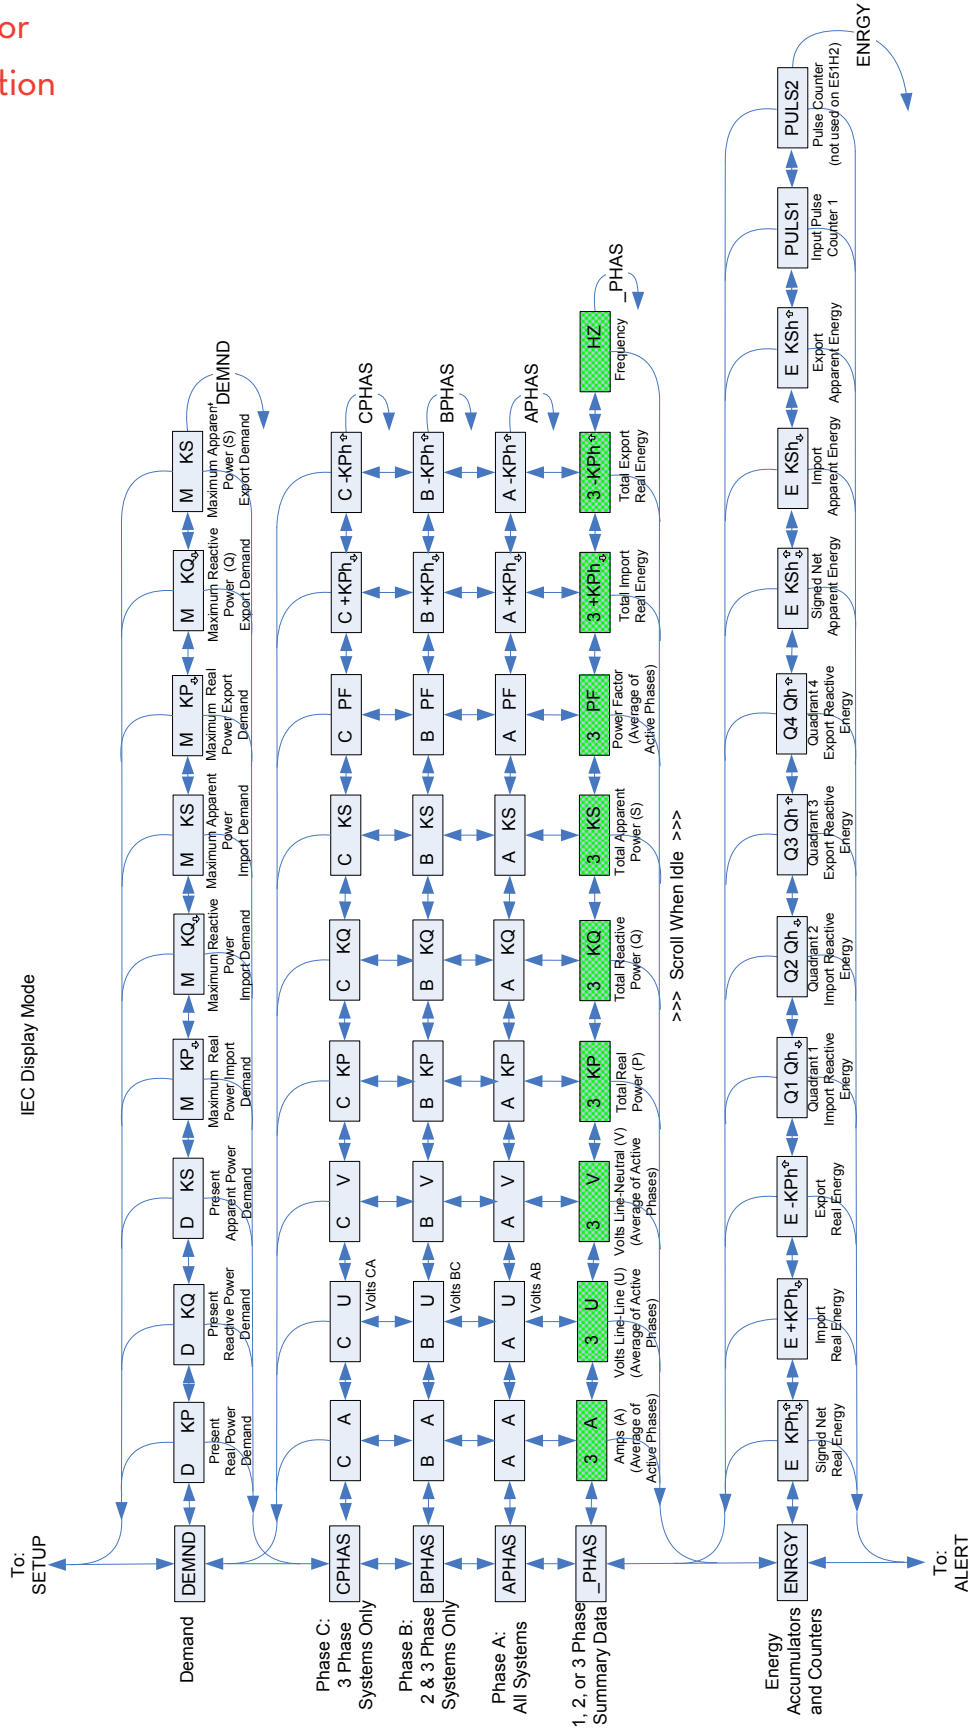 or
tion
IEC Display Mode
To:
SETUP
Demand
DEMND
D KP
Present
Real Power
Demand
D KQ
Present
Reactive Power
Demand
D KS
Present
Apparent Power
Demand
M KP
Maximum Real
Power Import
Demand
M KQ
Maximum Reactive
Power
Import Demand
M KS
Maximum Apparent
Power
Import Demand
M KP
Maximum Real
Power Export
Demand
M KQ
Maximum Reactive
Power (Q)
Export Demand
M KS
Maximum Apparent
Power (S)
Export Demand
DEMND
Phase C:
3 Phase
Systems Only
CPHAS
C A
C U
Volts CA
C V
C KP
C KQ
C KS
C PF
C +KPh
C -KPh
CPHAS
Phase B:
2 & 3 Phase
Systems Only
BPHAS
B A
B U
Volts BC
B V
B KP
B KQ
B KS
B PF
B +KPh
B -KPh
BPHAS
Phase A:
All Systems
APHAS
A A
A U
Volts AB
A V
A KP
A KQ
A KS
A PF
A +KPh
A -KPh
APHAS
1, 2, or 3 Phase
Summary Data
_PHAS
3 A
Amps (A)
(Average of
Active Phases)
3 U
Volts Line-Line (U)
(Average of Active
Phases)
3 V
Volts Line-Neutral (V)
(Average of Active
Phases)
3 KP
Total Real
Power (P)
3 KQ
Total Reactive
Power (Q)
3 KS
Total Apparent
Power (S)
3 PF
Power Factor
(Average of
Active Phases)
3 +KPh
Total Import
Real Energy
3 -KPh
Total Export
Real Energy
HZ
Frequency
_PHAS
>>> Scroll When Idle >>>
Energy
Accumulators
and Counters
ENRGY
E KPh
Signed Net
Real Energy
E +KPh
Import
Real Energy
E -KPh
Export
Real Energy
Q1 Qh
Quadrant 1
Import Reactive
Energy
Q2 Qh
Quadrant 2
Import Reactive
Energy
Q3 Qh
Quadrant 3
Export Reactive
Energy
Q4 Qh
Quadrant 4
Export Reactive
Energy
E KSh
Signed Net
Apparent Energy
E KSh
Import
Apparent Energy
E KSh
Export
Apparent Energy
PULS1
Input Pulse
Counter 1
PULS2
Pulse Counter
(not used on E51H2)
ENRGY
To:
ALERT